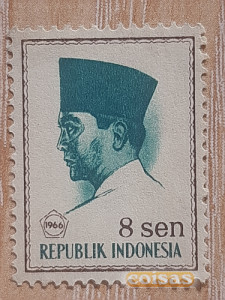 1966
8 sen
REPUBLIK INDONESIA
coisas